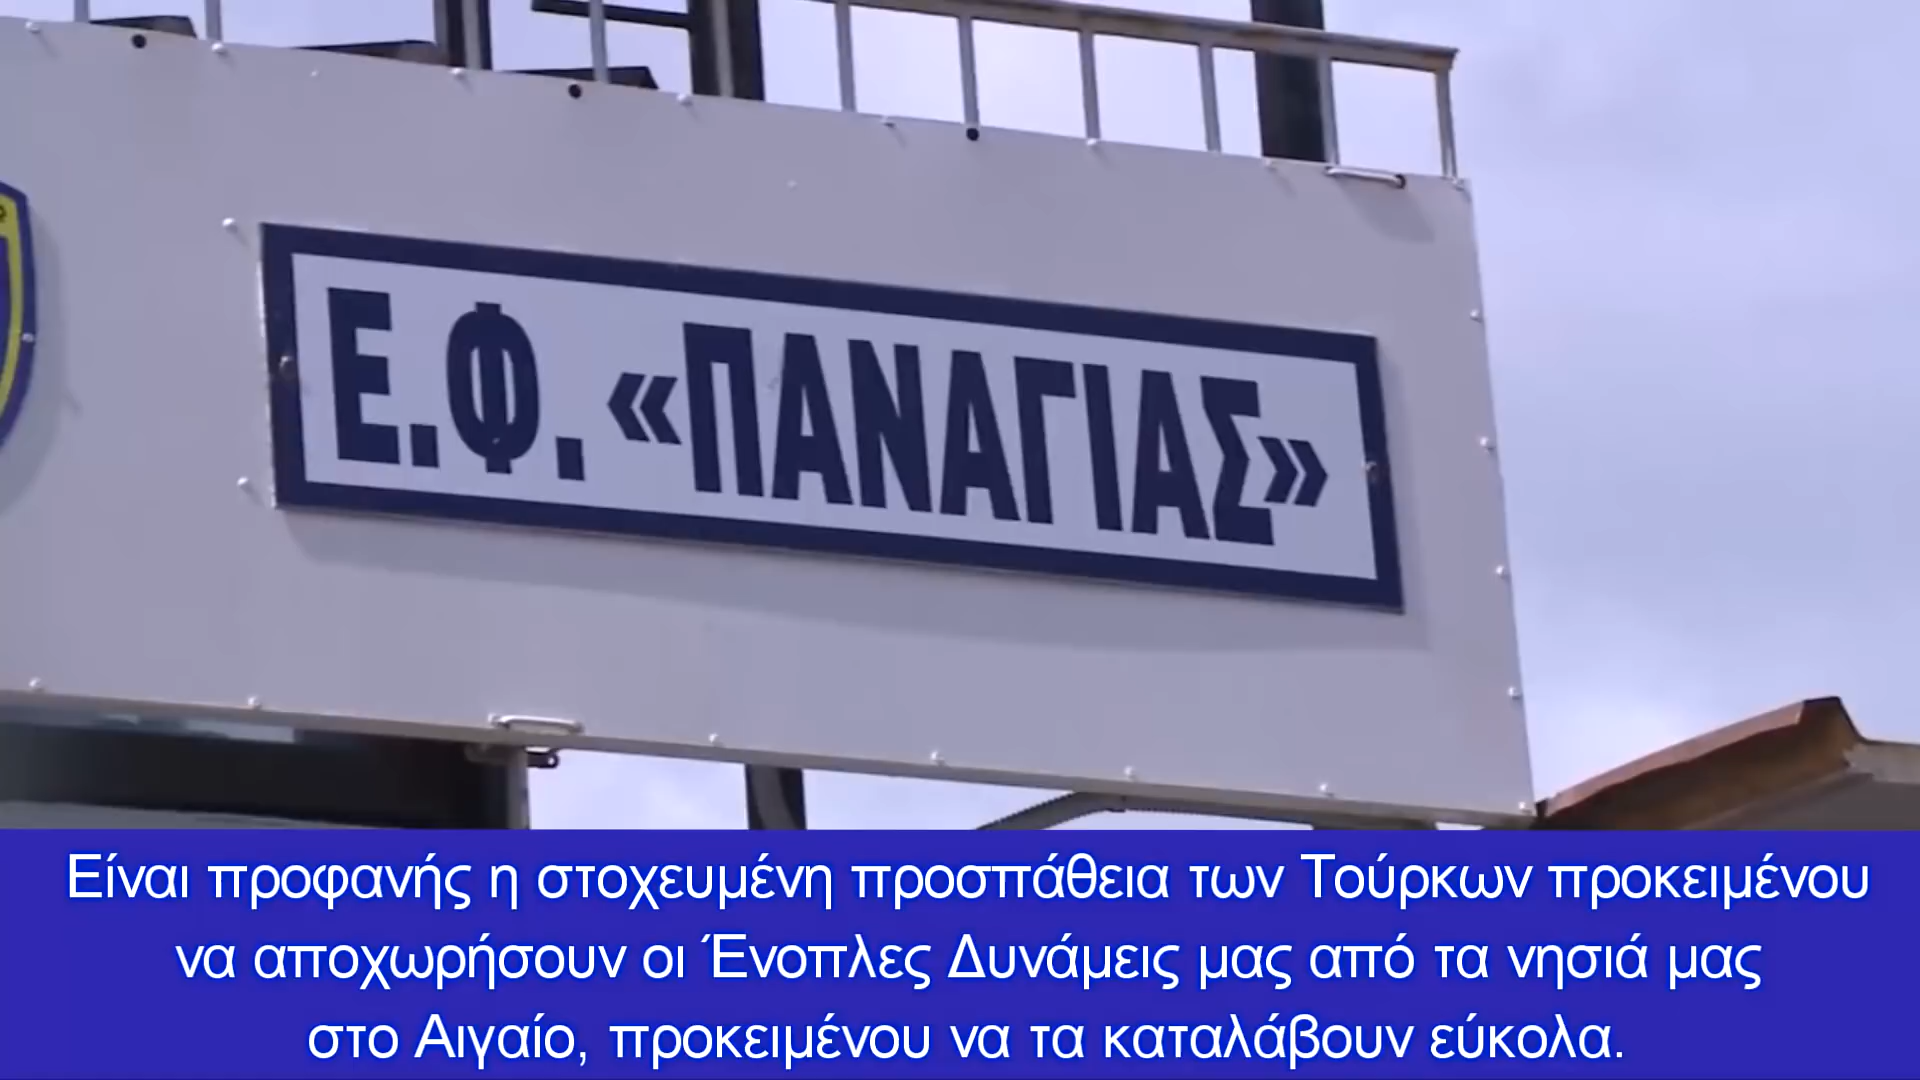 Ε.Φ. «ΠΑΝΑΓΙΑΣ»
Είναι προφανής η στοχευμένη προσπάθεια των Τούρκων προκειμένου
να αποχωρήσουν οι Ένοπλες Δυνάμεις μας από τα νησιά μας
στο Αιγαίο, προκειμένου να τα καταλάβουν εύκολα.